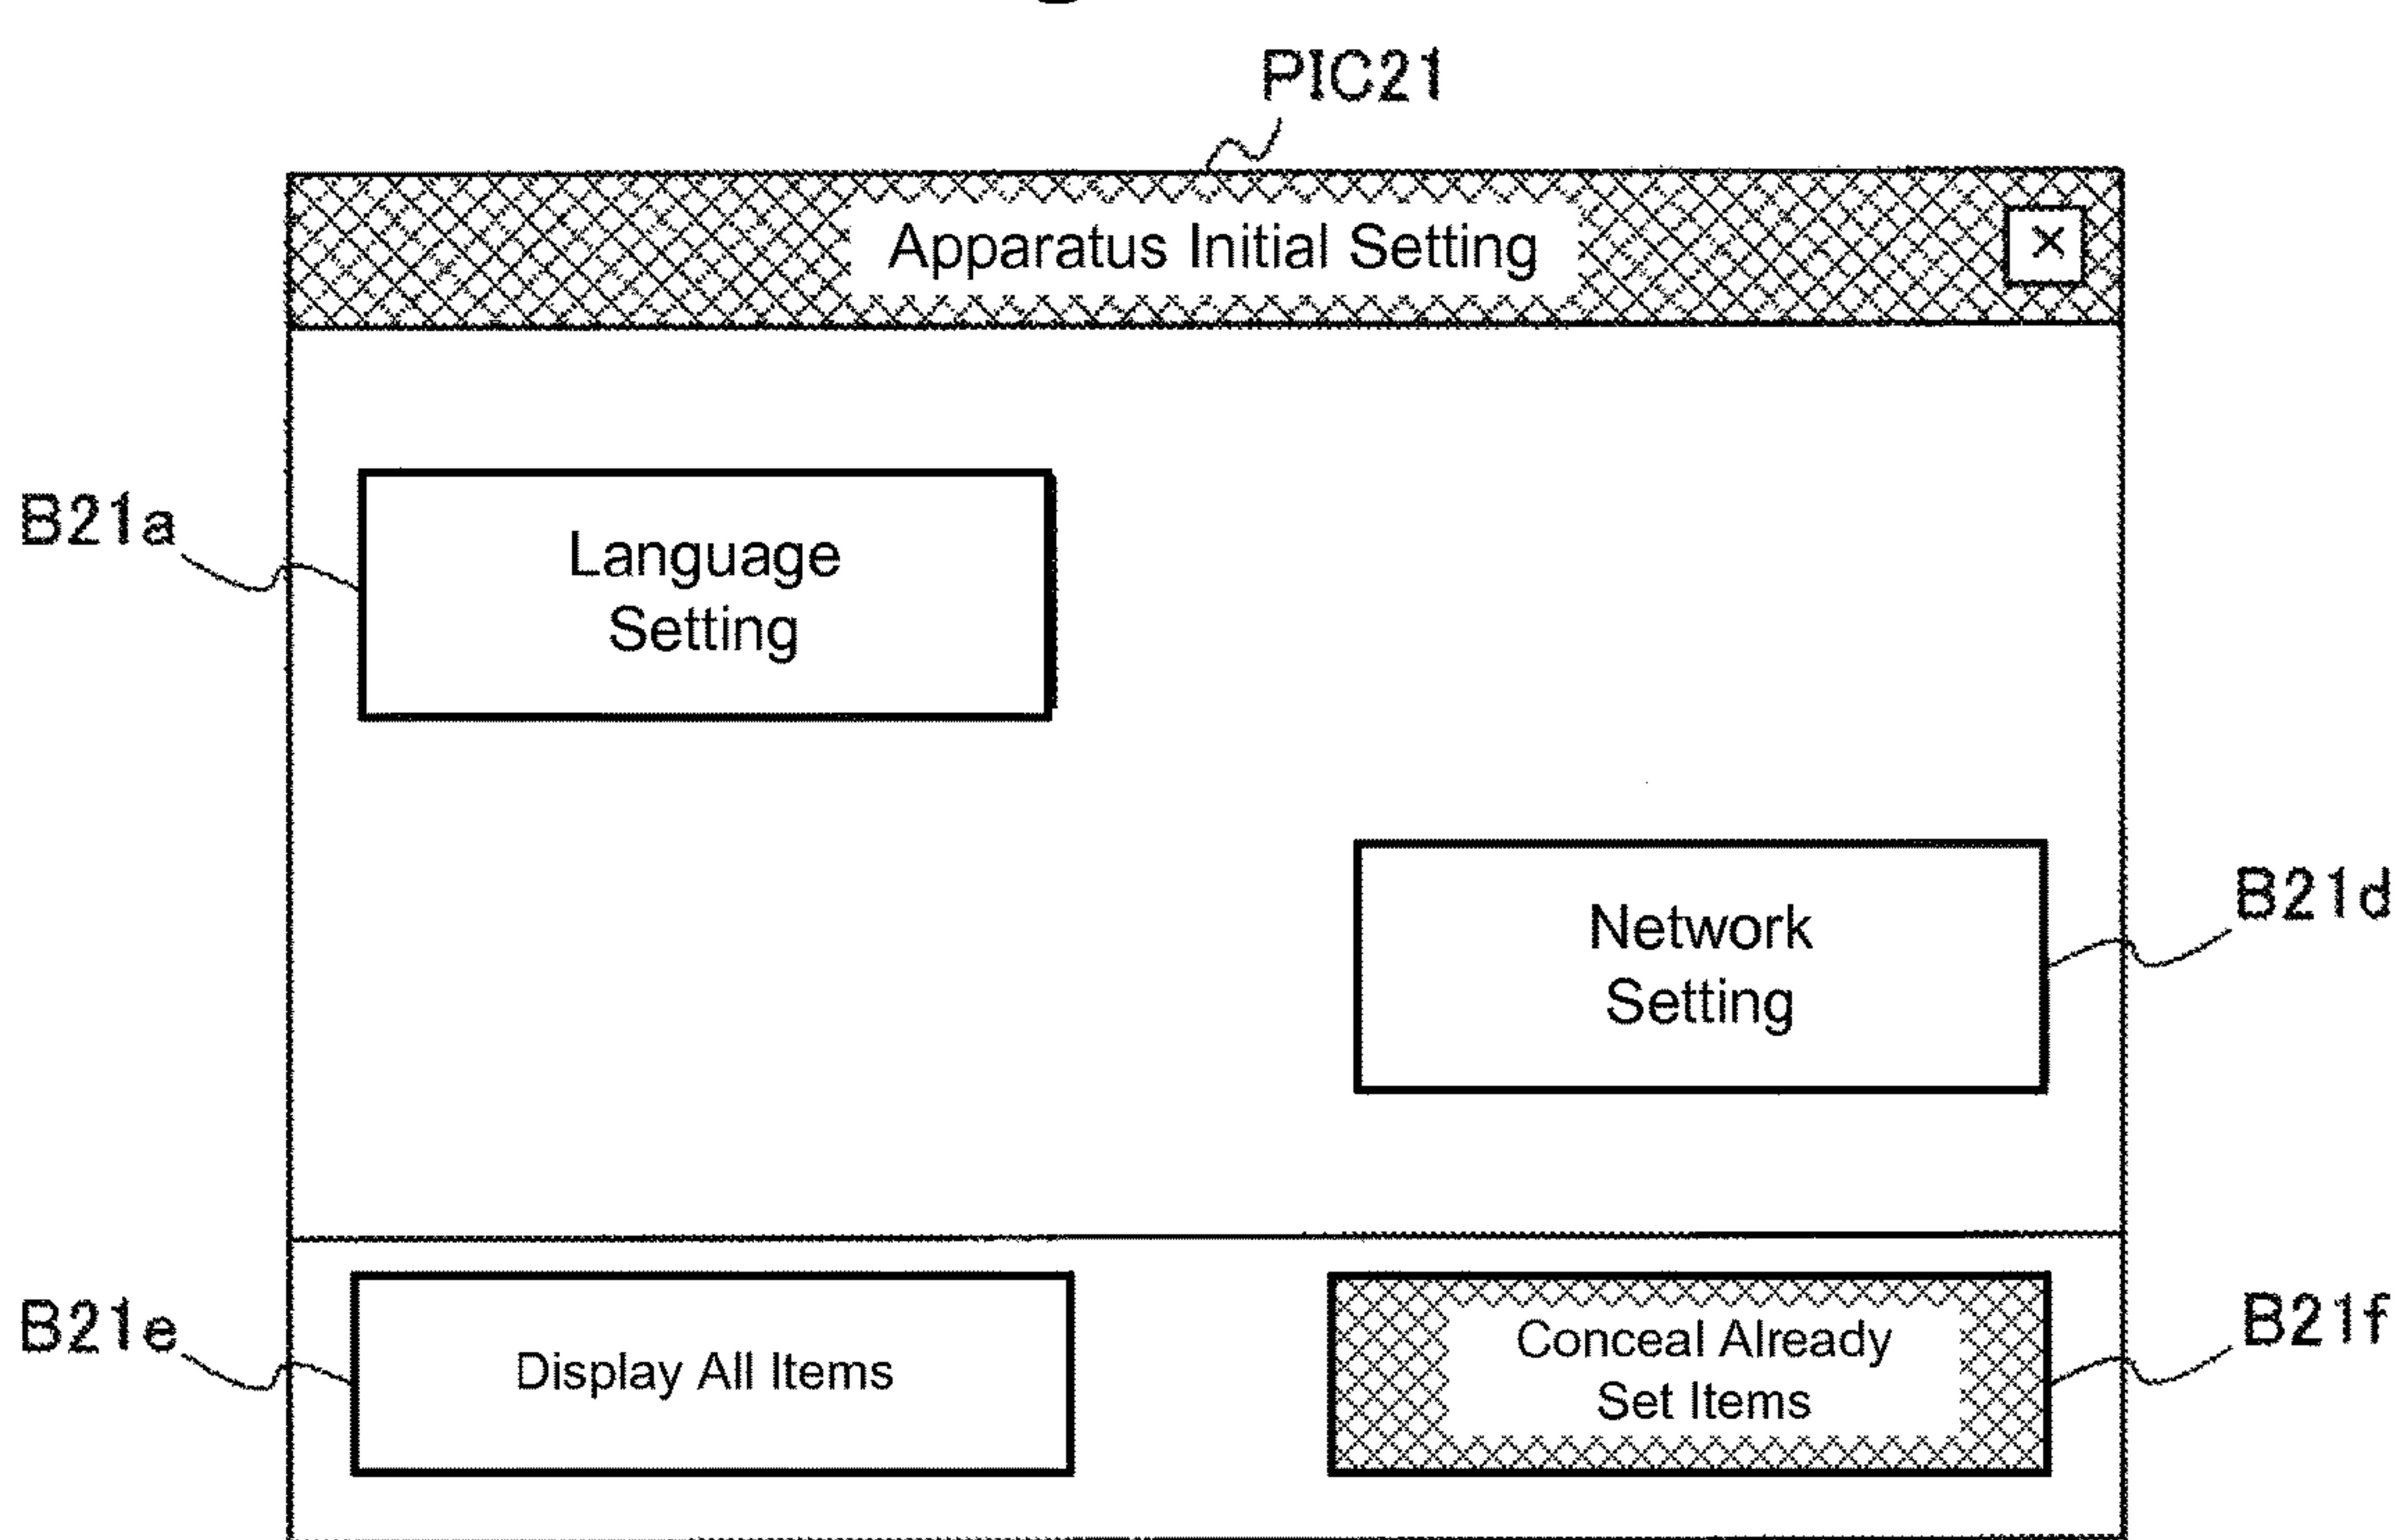 PIC21
Apparatus Initial Setting
×
B21a
Language
Setting
Network
Setting
B21d
B21e
Display All Items
Conceal Already
Set Items
B21f